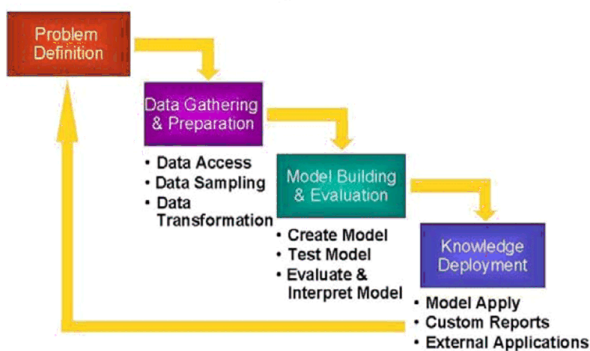 Problem
Definition
Data Gathering
& Preparation
• Data Access
• Data Sampling
• Data
Transformation
Model Building
& Evaluation
• Create Model
• Test Model
• Evaluate &
Interpret Model
Knowledge
Deployment
• Model Apply
• Custom Reports
• External Applications